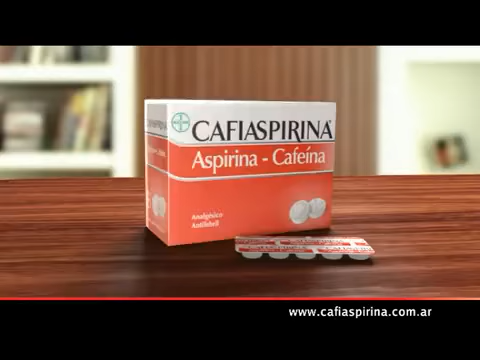 CAFIASPIRINA®
Aspirina - Cafeína
Analgésico
Antifebril
www.cafiaspirina.com.ar